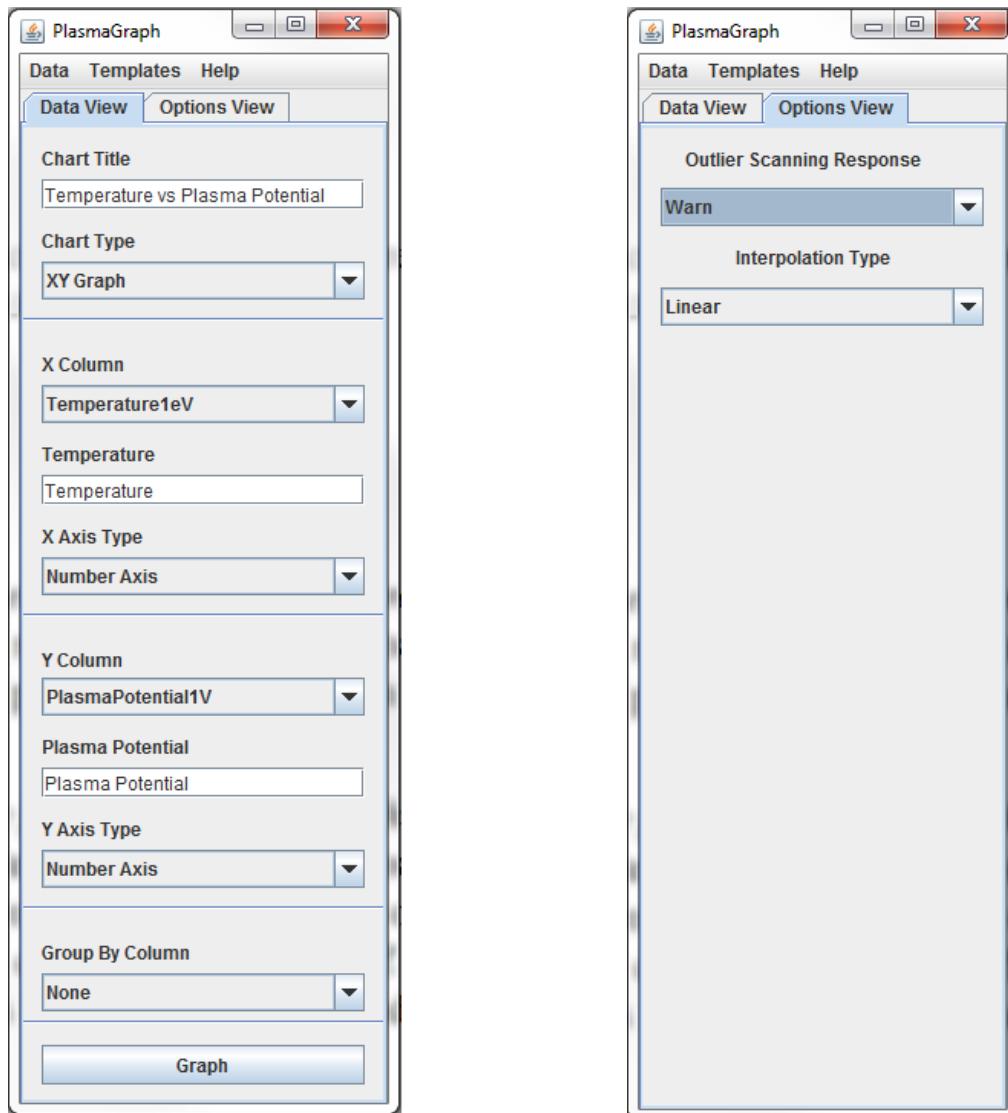 PlasmaGraph
Data Templates Help
Data View Options View
Chart Title
Temperature vs Plasma Potential
Chart Type
XY Graph
X Column
Temperature1eV
Temperature
Temperature
X Axis Type
Number Axis
Y Column
PlasmaPotential1V
Plasma Potential
Plasma Potential
Y Axis Type
Number Axis
Group By Column
None
Graph
PlasmaGraph
Data Templates Help
Data View Options View
Outlier Scanning Response
Warn
Interpolation Type
Linear